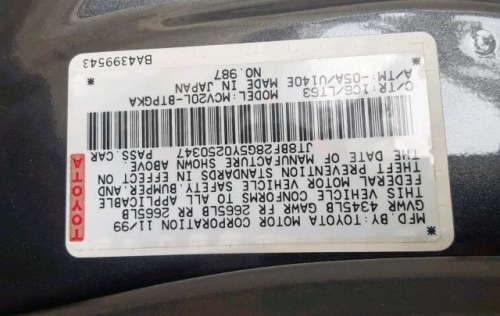 MFD. BY: TOYOTA MOTOR CORPORATION 11/99
GVWR 4345LB GAWR FR 2665LB RR 2665LB
THIS VEHICLE CONFORMS TO ALL APPLICABLE
FEDERAL MOTOR VEHICLE SAFETY, BUMPER, AND
THEFT PREVENTION STANDARDS IN EFFECT ON
THE DATE OF MANUFACTURE SHOWN ABOVE.
JT8BF28G5Y0250347 PASS. CAR
TOYOTA
MODEL: MCV20L-BTPGKA
C/TR: 1C6/LT63 MADE IN JAPAN
A/TM: -05A/U140E NO. 987
BA4399543